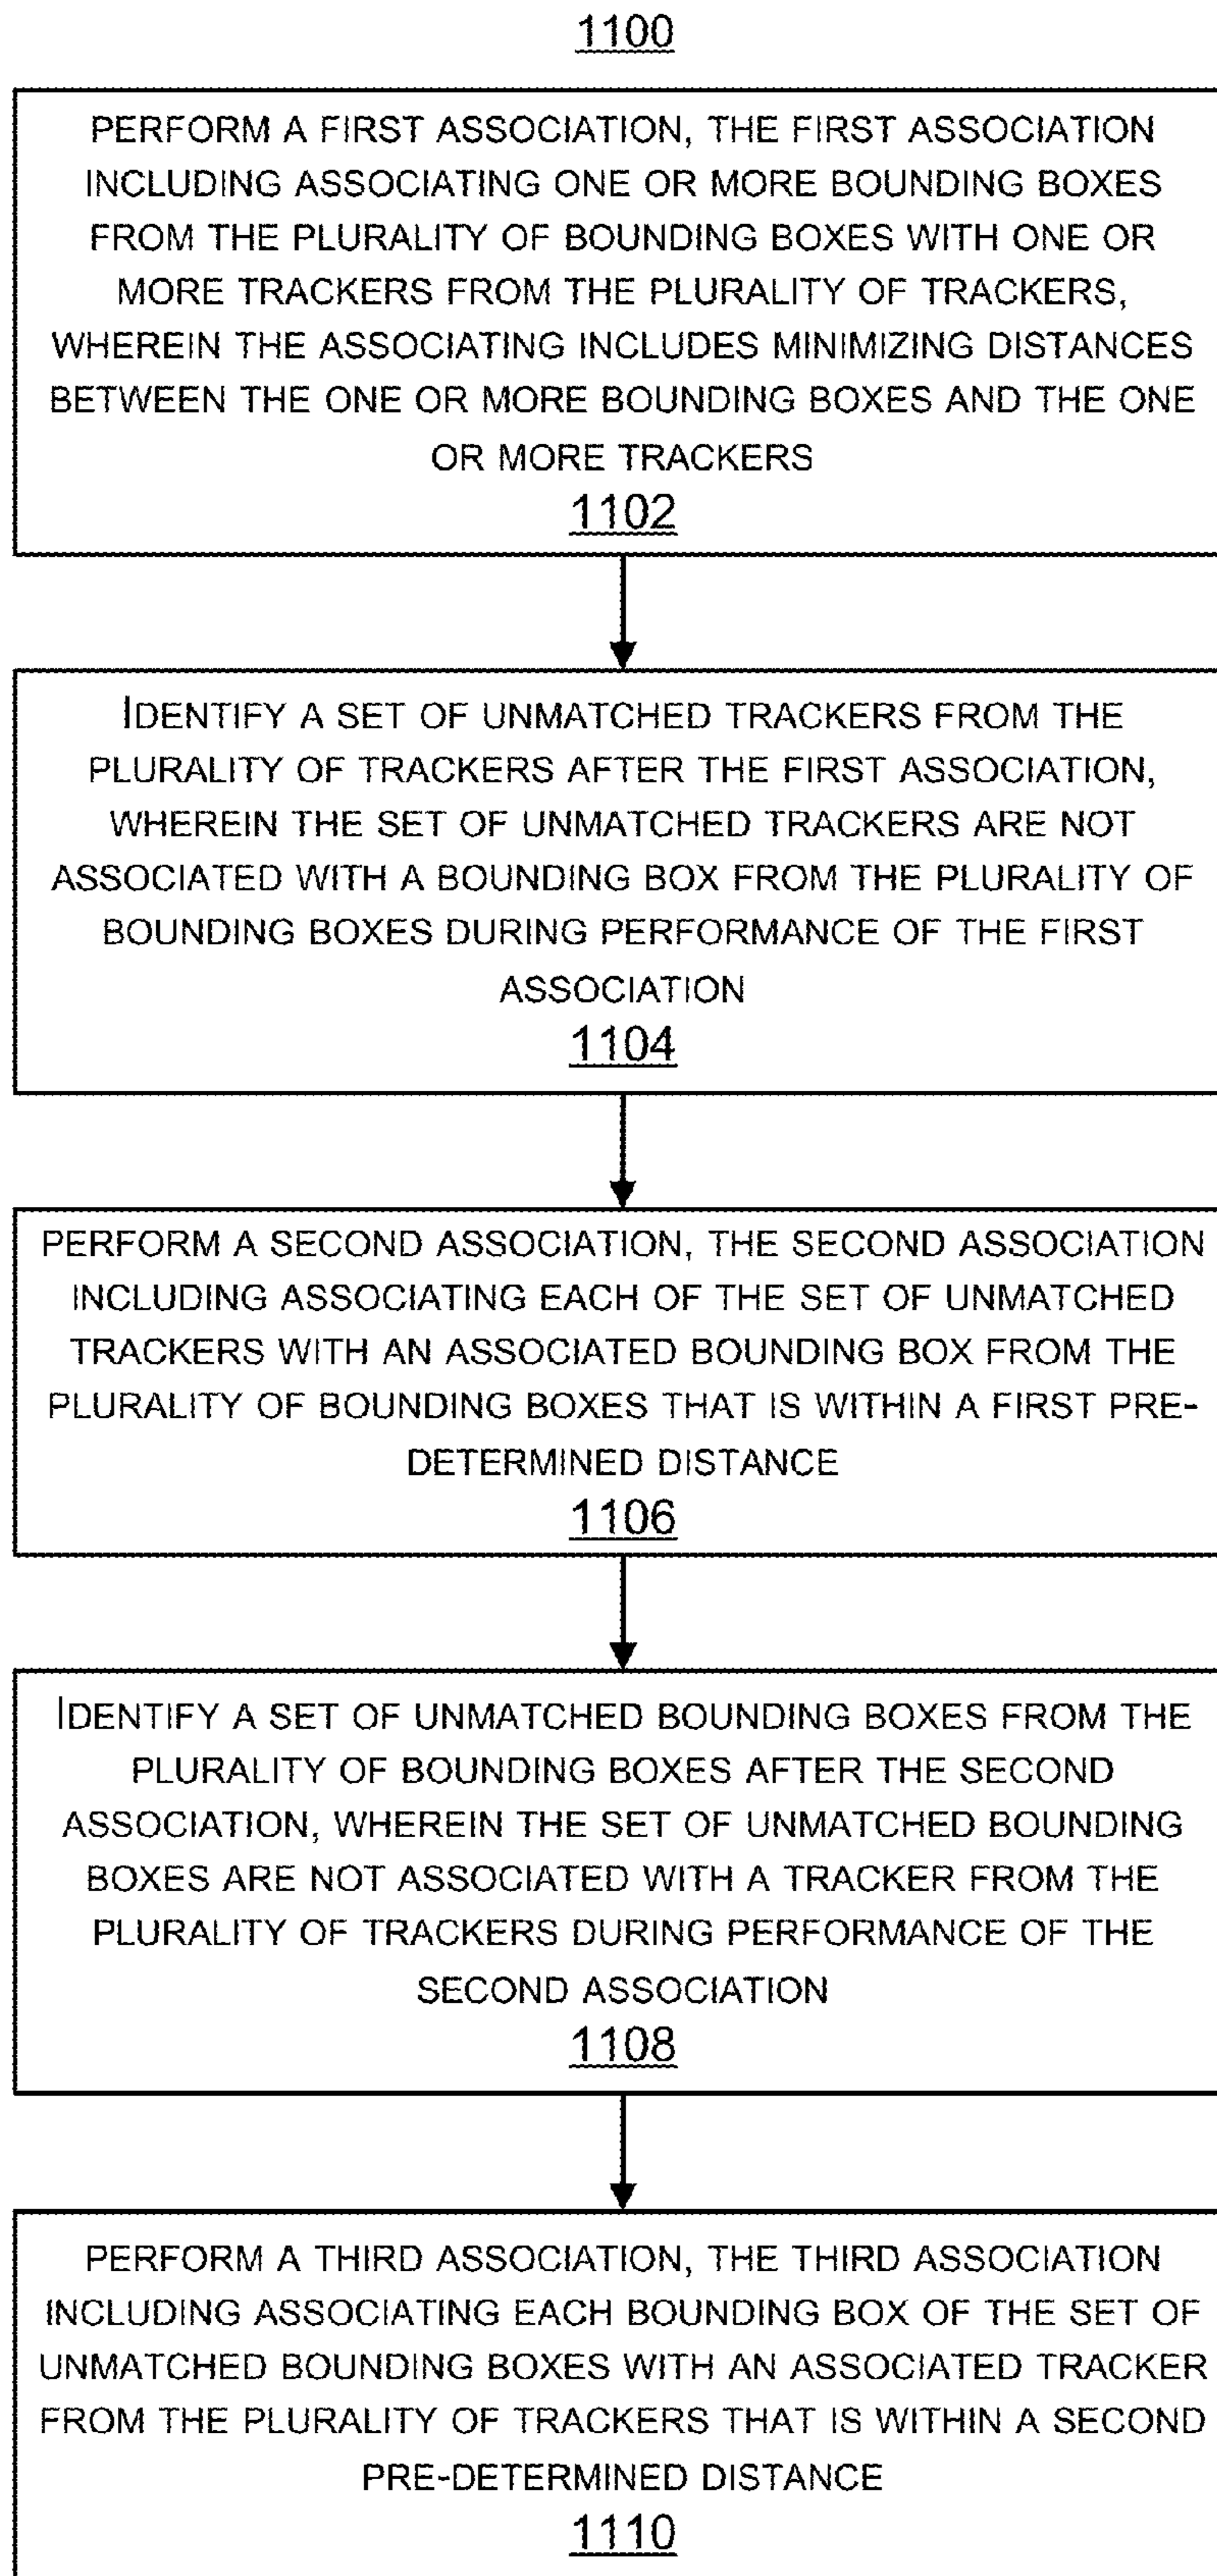 1100
PERFORM A FIRST ASSOCIATION, THE FIRST ASSOCIATION
INCLUDING ASSOCIATING ONE OR MORE BOUNDING BOXES
FROM THE PLURALITY OF BOUNDING BOXES WITH ONE OR
MORE TRACKERS FROM THE PLURALITY OF TRACKERS,
WHEREIN THE ASSOCIATING INCLUDES MINIMIZING DISTANCES
BETWEEN THE ONE OR MORE BOUNDING BOXES AND THE ONE
OR MORE TRACKERS
1102
IDENTIFY A SET OF UNMATCHED TRACKERS FROM THE
PLURALITY OF TRACKERS AFTER THE FIRST ASSOCIATION,
WHEREIN THE SET OF UNMATCHED TRACKERS ARE NOT
ASSOCIATED WITH A BOUNDING BOX FROM THE PLURALITY OF
BOUNDING BOXES DURING PERFORMANCE OF THE FIRST
ASSOCIATION
1104
PERFORM A SECOND ASSOCIATION, THE SECOND ASSOCIATION
INCLUDING ASSOCIATING EACH OF THE SET OF UNMATCHED
TRACKERS WITH AN ASSOCIATED BOUNDING BOX FROM THE
PLURALITY OF BOUNDING BOXES THAT IS WITHIN A FIRST PRE-
DETERMINED DISTANCE
1106
IDENTIFY A SET OF UNMATCHED BOUNDING BOXES FROM THE
PLURALITY OF BOUNDING BOXES AFTER THE SECOND
ASSOCIATION, WHEREIN THE SET OF UNMATCHED BOUNDING
BOXES ARE NOT ASSOCIATED WITH A TRACKER FROM THE
PLURALITY OF TRACKERS DURING PERFORMANCE OF THE
SECOND ASSOCIATION
1108
PERFORM A THIRD ASSOCIATION, THE THIRD ASSOCIATION
INCLUDING ASSOCIATING EACH BOUNDING BOX OF THE SET OF
UNMATCHED BOUNDING BOXES WITH AN ASSOCIATED TRACKER
FROM THE PLURALITY OF TRACKERS THAT IS WITHIN A SECOND
PRE-DETERMINED DISTANCE
1110